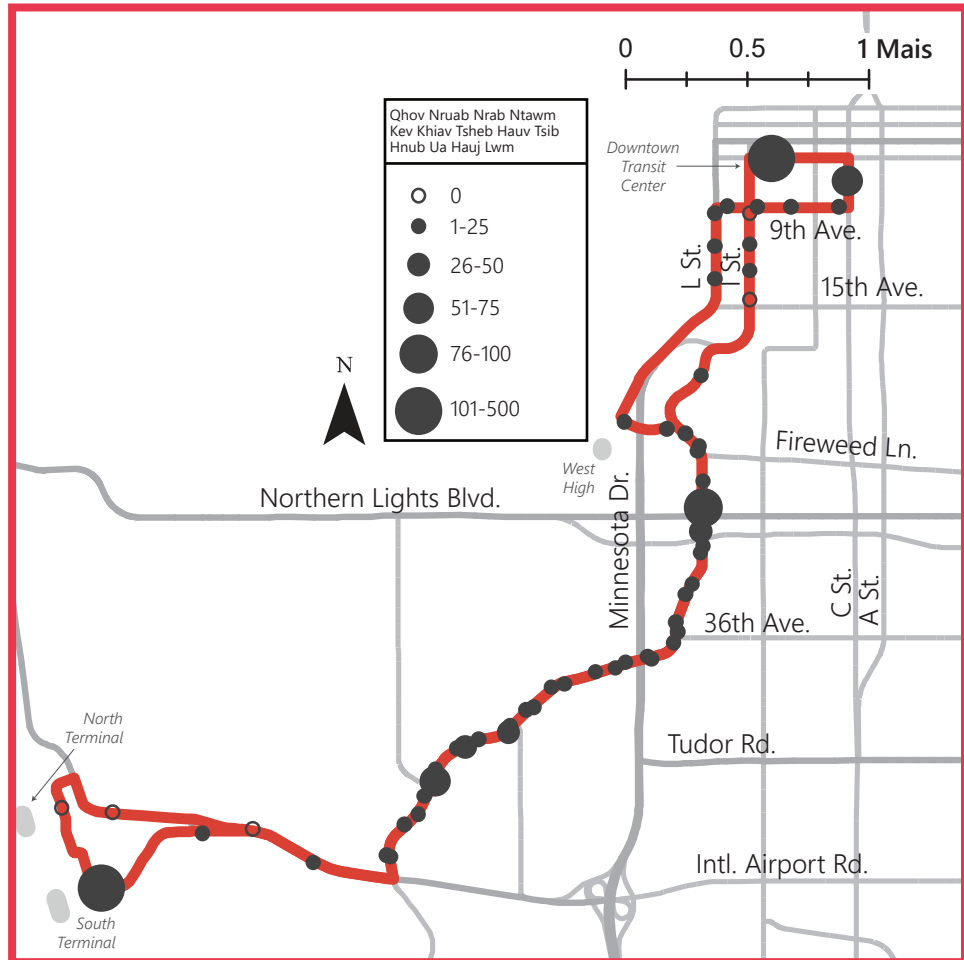 0 0.5 1 Mais
Qhov Nruab Nrab Ntawm
Kev Khiav Tsheb Hauv Tsib
Hnub Ua Hauj Lwm
0
1-25
26-50
51-75
76-100
101-500
N
Downtown
Transit
Center
9th Ave.
L St.
I St.
15th Ave.
Fireweed Ln.
West
High
Northern Lights Blvd.
Minnesota Dr.
C St.
A St.
36th Ave.
North
Terminal
Tudor Rd.
Intl. Airport Rd.
South
Terminal